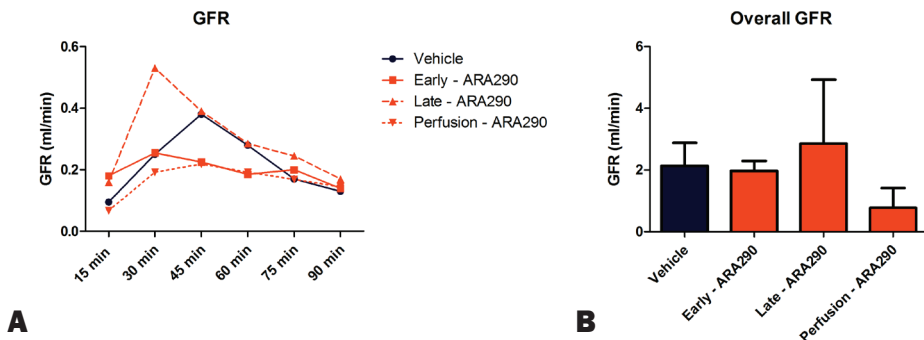 GFR
GFR (ml/min)
0.6
0.4
0.2
0.0
15 min
30 min
45 min
60 min
75 min
90 min
Vehicle
Early - ARA290
Late - ARA290
Perfusion - ARA290
A
Overall GFR
GFR (ml/min)
6
4
2
0
Vehicle
Early - ARA290
Late - ARA290
Perfusion - ARA290
B